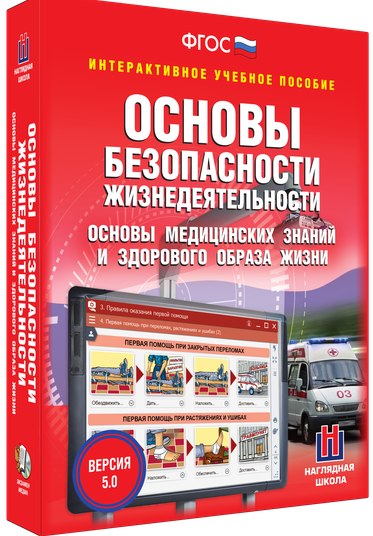 ФГОС
ИНТЕРАКТИВНОЕ УЧЕБНОЕ ПОСОБИЕ
ОСНОВЫ
БЕЗОПАСНОСТИ
ЖИЗНЕДЕЯТЕЛЬНОСТИ
ОСНОВЫ МЕДИЦИНСКИХ ЗНАНИЙ
И ЗДОРОВОГО ОБРАЗА ЖИЗНИ
3. Правила оказания первой помощи
4. Первая помощь при переломах, растяжениях и ушибах (2)
ПЕРВАЯ ПОМОЩЬ ПРИ ЗАКРЫТЫХ ПЕРЕЛОМАХ
Обездвижить...
Дать...
Наложить...
Доставить...
ПЕРВАЯ ПОМОЩЬ ПРИ РАСТЯЖЕНИЯХ И УШИБАХ
Наложить...
Обеспечить...
Доставить...
ВЕРСИЯ
5.0
03
Н
НАГЛЯДНАЯ
ШКОЛА
Н
НАГЛЯДНАЯ
ШКОЛА
ОСНОВЫ БЕЗОПАСНОСТИ
ЖИЗНЕДЕЯТЕЛЬНОСТИ
ОСНОВЫ МЕДИЦИНСКИХ ЗНАНИЙ И ЗДОРОВОГО ОБРАЗА ЖИЗНИ
ЭКЗАМЕН
МЕДИА